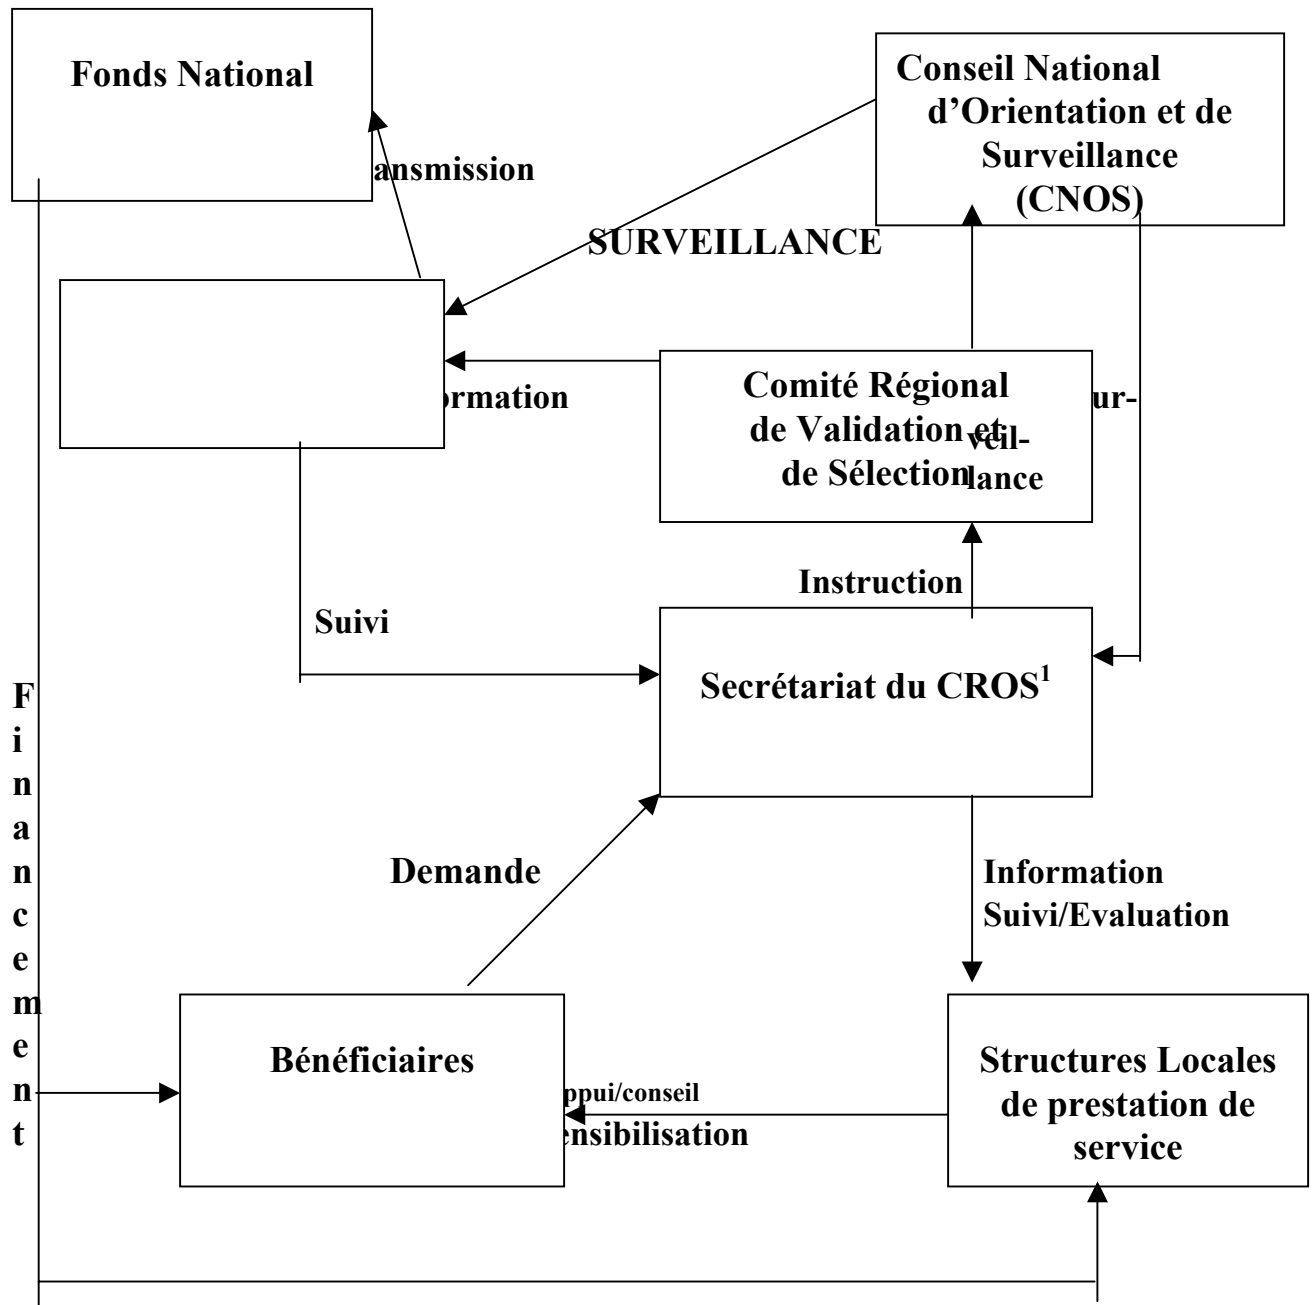 Fonds National
Conseil National
d'Orientation et de
Surveillance
(CNOS)
ansmission
SURVEILLANCE
Comité Régional
de Validation et
de Sélection
ormation
ur-
veil-
lance
Instruction
Suivi
Secrétariat du CROS1
F
i
n
a
n
c
e
m
e
n
t
Demande
Information
Suivi/Evaluation
Bénéficiaires
Structures Locales
de prestation de
service
ppui/conseil
ensibilisation